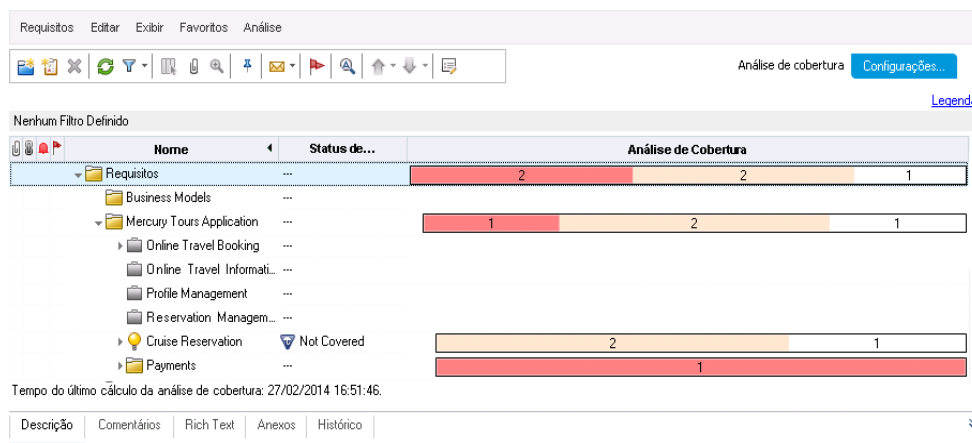 Requisitos Editar Exibir Favoritos Análise
Análise de cobertura Configurações...
Legenda
Nenhum Filtro Definido
Nome Status de... Análise de Cobertura
Requisitos --- 2 2 1
Business Models ---
Mercury Tours Application --- 1 2 1
Online Travel Booking ---
Online Travel Informati... ---
Profile Management ---
Reservation Managem... ---
Cruise Reservation Not Covered 2 1
Payments --- 1
Tempo do último cálculo da análise de cobertura: 27/02/2014 16:51:46.
Descrição Comentários Rich Text Anexos Histórico